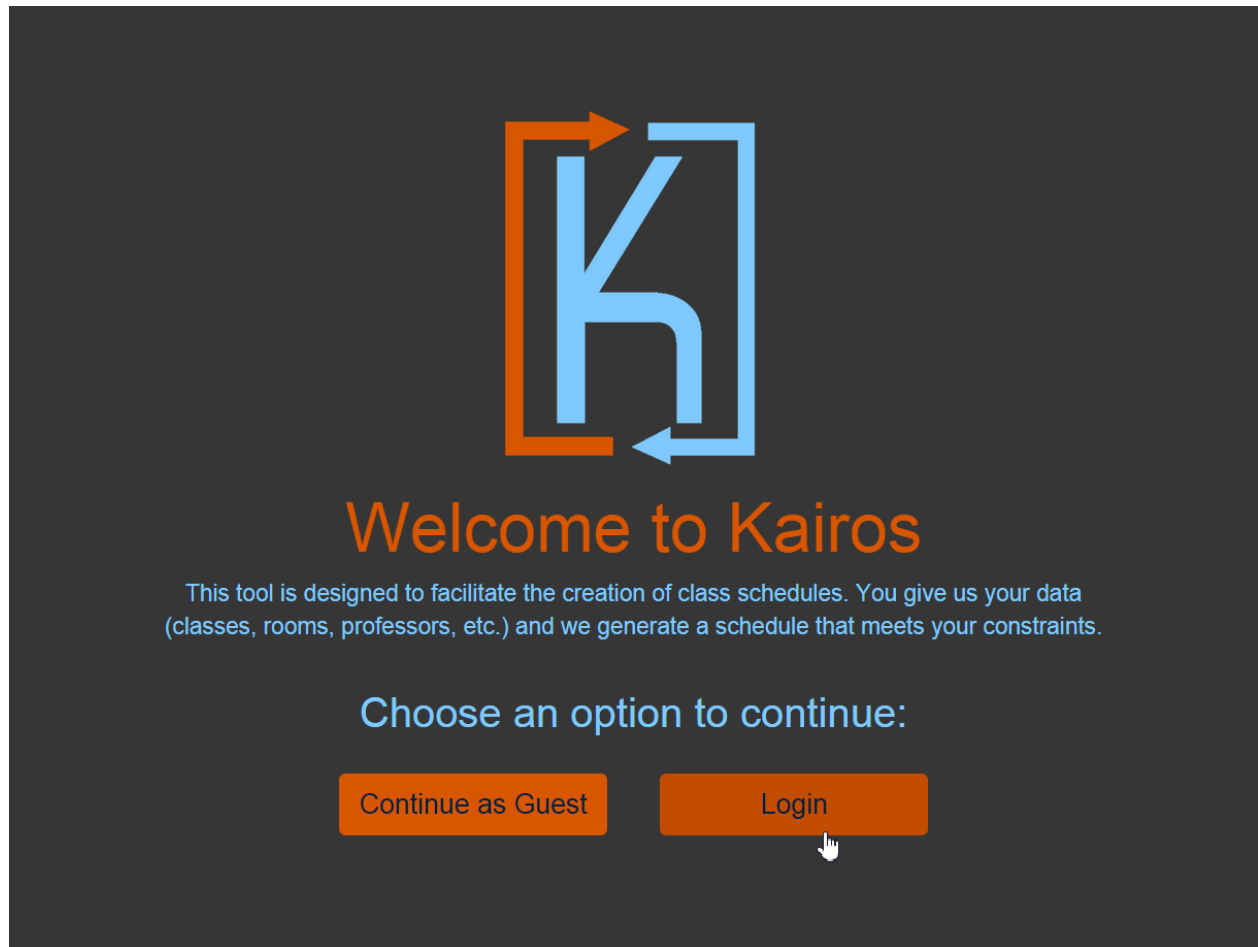 K
Welcome to Kairos
This tool is designed to facilitate the creation of class schedules. You give us your data
(classes, rooms, professors, etc.) and we generate a schedule that meets your constraints.
Choose an option to continue:
Continue as Guest Login